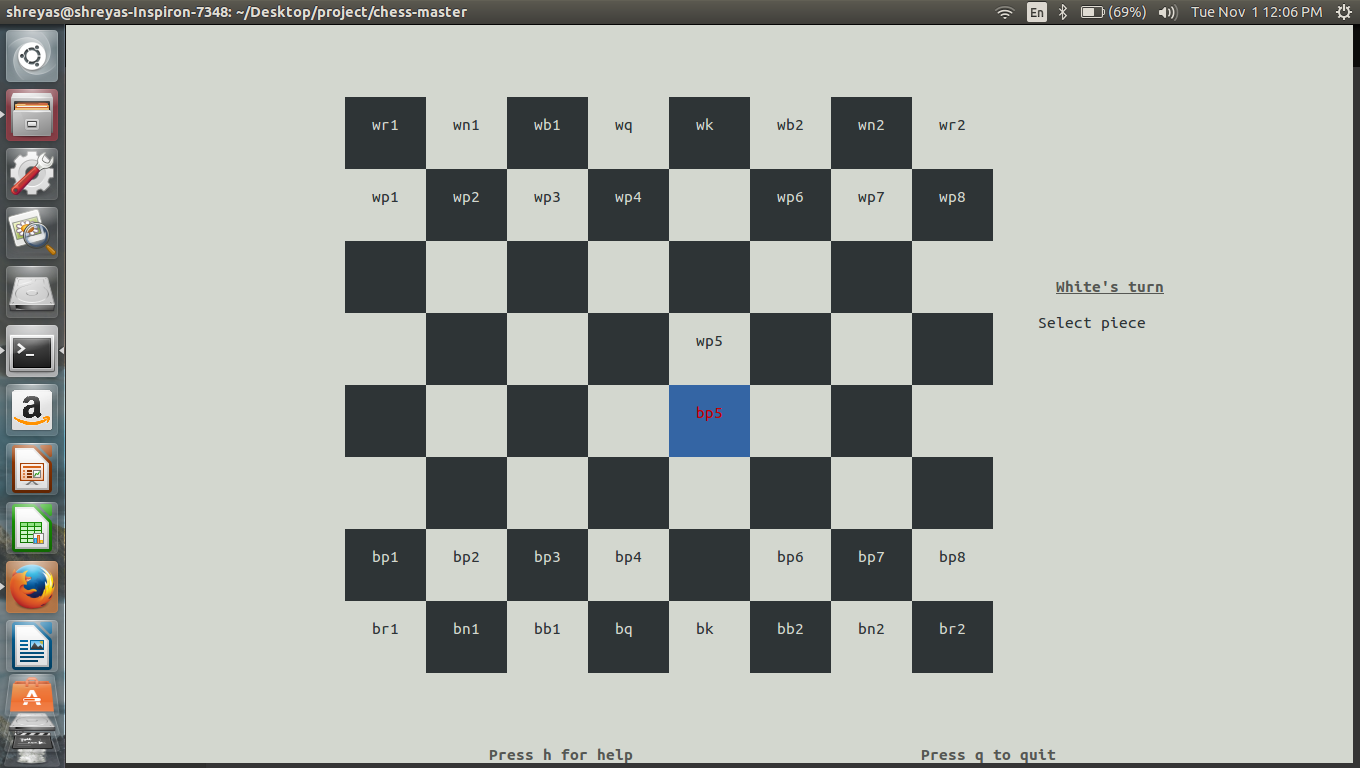 shreyas@shreyas-Inspiron-7348: ~/Desktop/project/chess-master En (69%) Tue Nov 1 12:06 PM
wr1 wn1 wb1 wq wk wb2 wn2 wr2
wp1 wp2 wp3 wp4 wp6 wp7 wp8
White's turn
Select piece
wp5
bp5
bp1 bp2 bp3 bp4 bp6 bp7 bp8
br1 bn1 bb1 bq bk bb2 bn2 br2
Press h for help Press q to quit